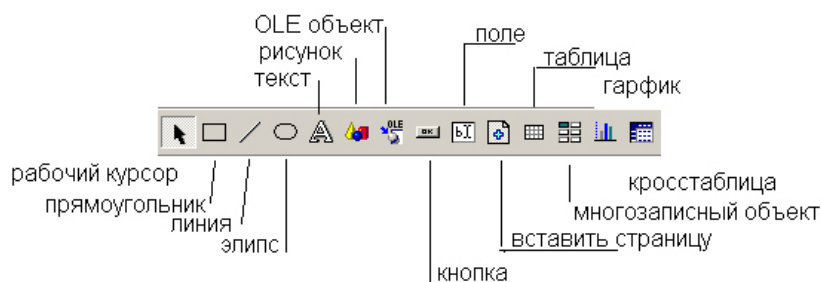 OLE объект
поле
рисунок
таблица
текст
гарфик
OLE
OK
рабочий курсор
кросстаблица
прямоугольник
многозаписный объект
линия
вставить страницу
элипс
кнопка